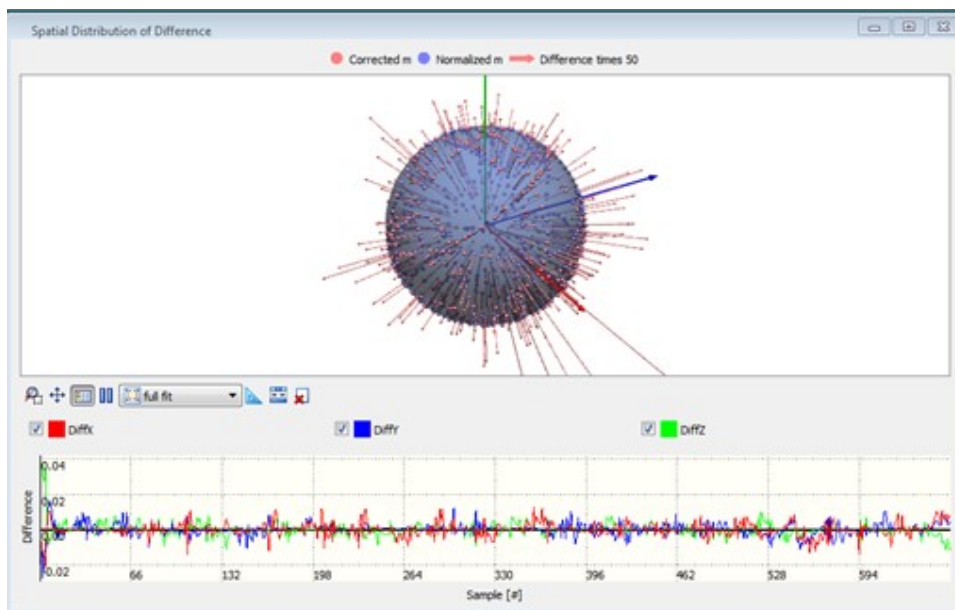 Spatial Distribution of Difference
Corrected m Normalized m Difference times 50
full fit
DiffX DiffY DiffZ
0.04
0.02
0.00
-0.02
Difference
66 132 198 264 330 396 462 528 594
Sample [#]